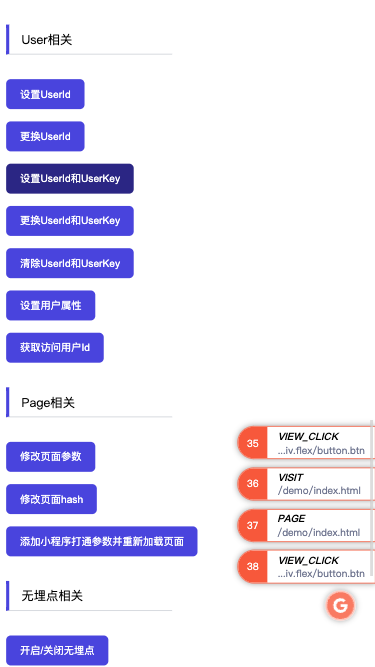 User相关
设置UserId
更换UserId
设置UserId和UserKey
更换UserId和UserKey
清除UserId和UserKey
设置用户属性
获取访问用户Id
Page相关
修改页面参数
修改页面hash
添加小程序打通参数并重新加载页面
无埋点相关
开启/关闭无埋点
35
VIEW_CLICK
...iv.flex/button.btn
36
VISIT
/demo/index.html
37
PAGE
/demo/index.html
38
VIEW_CLICK
...iv.flex/button.btn
G